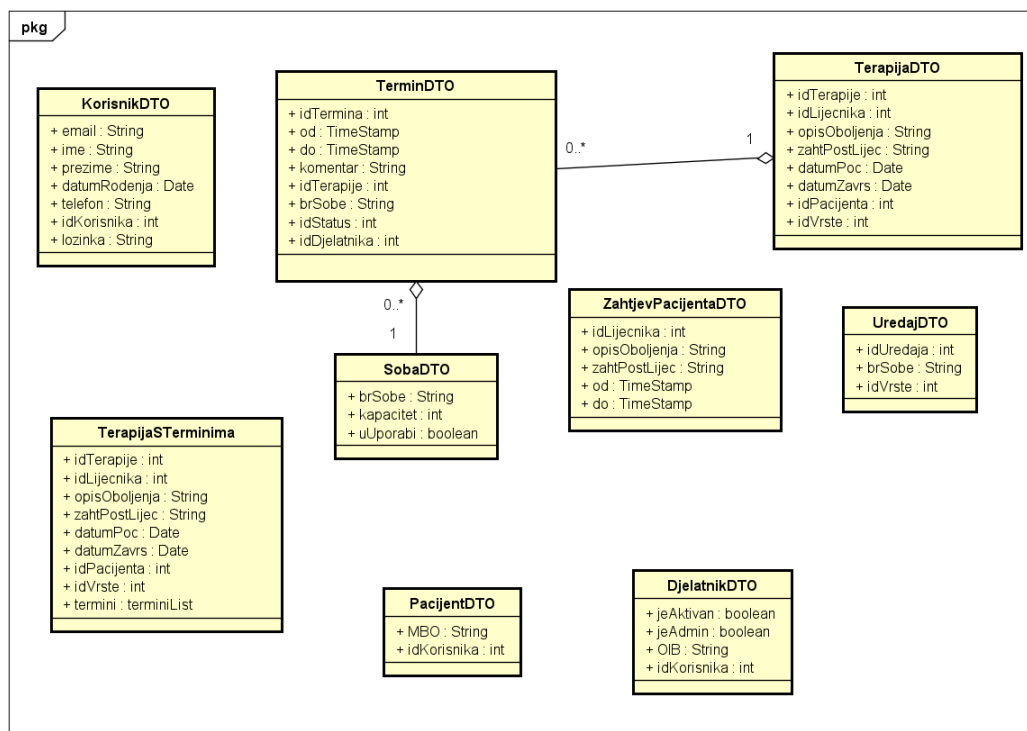 pkg
KorisnikDTO
+ email : String
+ ime : String
+ prezime : String
+ datumRodenja : Date
+ telefon : String
+ idKorisnika : int
+ lozinka : String
TerminDTO
+ idTermina : int
+ od : TimeStamp
+ do : TimeStamp
+ komentar : String
+ idTerapije : int
+ brSobe : String
+ idStatus : int
+ idDjelatnika : int
0..*
1
TerapijaDTO
+ idTerapije : int
+ idLijecnika : int
+ opisOboljenja : String
+ zahtPostLijec : String
+ datumPoc : Date
+ datumZavrs : Date
+ idPacijenta : int
+ idVrste : int
0..*
1
SobaDTO
+ brSobe : String
+ kapacitet : int
+ uUporabi : boolean
ZahtjevPacijentaDTO
+ idLijecnika : int
+ opisOboljenja : String
+ zahtPostLijec : String
+ od : TimeStamp
+ do : TimeStamp
UredajDTO
+ idUredaja : int
+ brSobe : String
+ idVrste : int
TerapijaSTerminima
+ idTerapije : int
+ idLijecnika : int
+ opisOboljenja : String
+ zahtPostLijec : String
+ datumPoc : Date
+ datumZavrs : Date
+ idPacijenta : int
+ idVrste : int
+ termini : terminiList
PacijentDTO
+ MBO : String
+ idKorisnika : int
DjelatnikDTO
+ jeAktivan : boolean
+ jeAdmin : boolean
+ OIB : String
+ idKorisnika : int